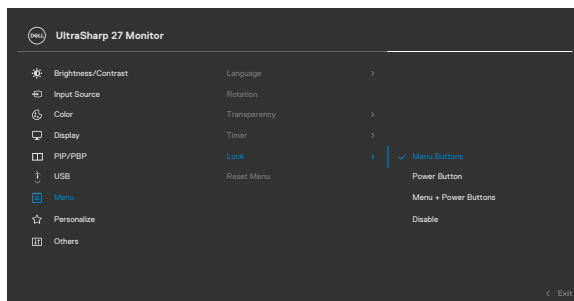 DELL
UltraSharp 27 Monitor
Brightness/Contrast
Input Source
Color
Display
PIP/PBP
USB
Menu
Personalize
Others
Language
Rotation
Transparency
Timer
Lock
Reset Menu
Menu Buttons
Power Button
Menu + Power Buttons
Disable
Exit